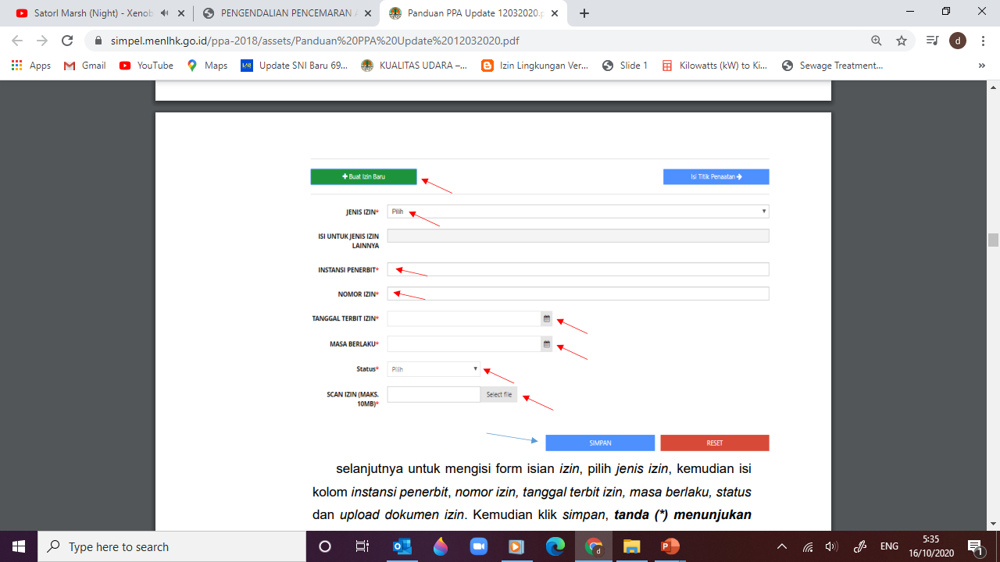 Satorl Marsh (Night) - Xenob
PENGENDALIAN PENCEMARAN A
Panduan PPA Update 12032020.p
simpel.menlhk.go.id/ppa-2018/assets/Panduan%20PPA%20Update%2012032020.pdf
d
Apps
Gmail
YouTube
Maps
Update SNI Baru 69...
KUALITAS UDARA –...
Izin Lingkungan Ver...
Slide 1
Kilowatts (kW) to Ki...
Sewage Treatment...
»
Buat Izin Baru
Isi Titik Penaatan
JENIS IZIN*
Pilih
ISI UNTUK JENIS IZIN
LAINNYA
INSTANSI PENERBIT*
NOMOR IZIN*
TANGGAL TERBIT IZIN*
MASA BERLAKU*
Status*
Pilih
SCAN IZIN (MAKS.
10MB)*
Select file
SIMPAN
RESET
selanjutnya untuk mengisi form isian izin, pilih jenis izin, kemudian isi
kolom instansi penerbit, nomor izin, tanggal terbit izin, masa berlaku, status
dan upload dokumen izin. Kemudian klik simpan, tanda (*) menunjukan
Type here to search
ENG
5:35
16/10/2020
1